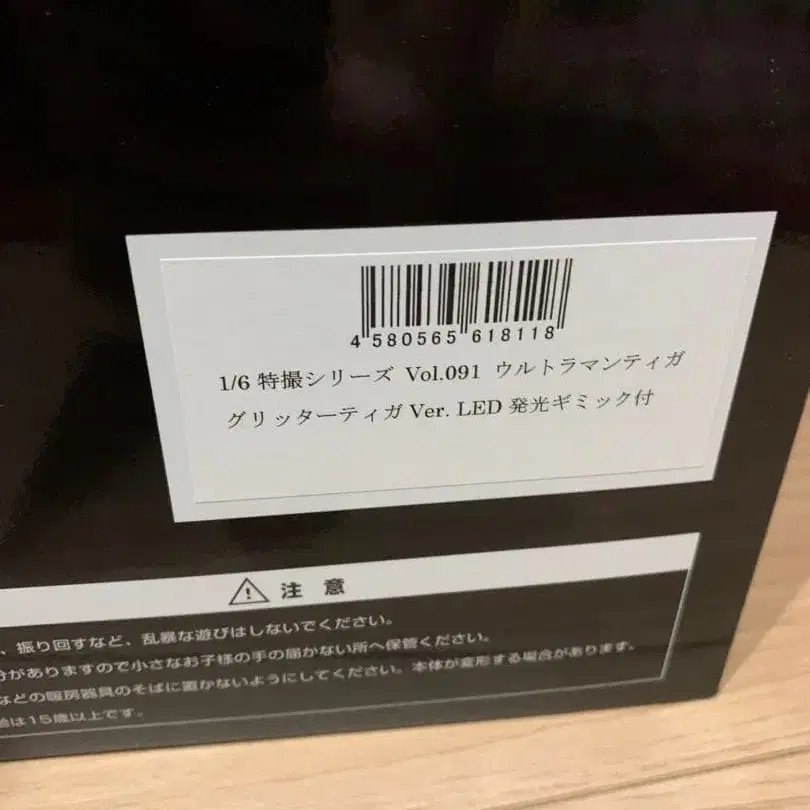 4 580565 618118
1/6 特撮シリーズ Vol.091 ウルトラマンティガ
グリッターティガ Ver. LED 発光ギミック付
注 意
、振り回すなど、乱暴な遊びはしないでください。
がありますので小さなお子様の手の届かない所へ保管ください。
などの暖房器具のそばに置かないようにしてください。本体が変形する場合があります。
は15歳以上です。